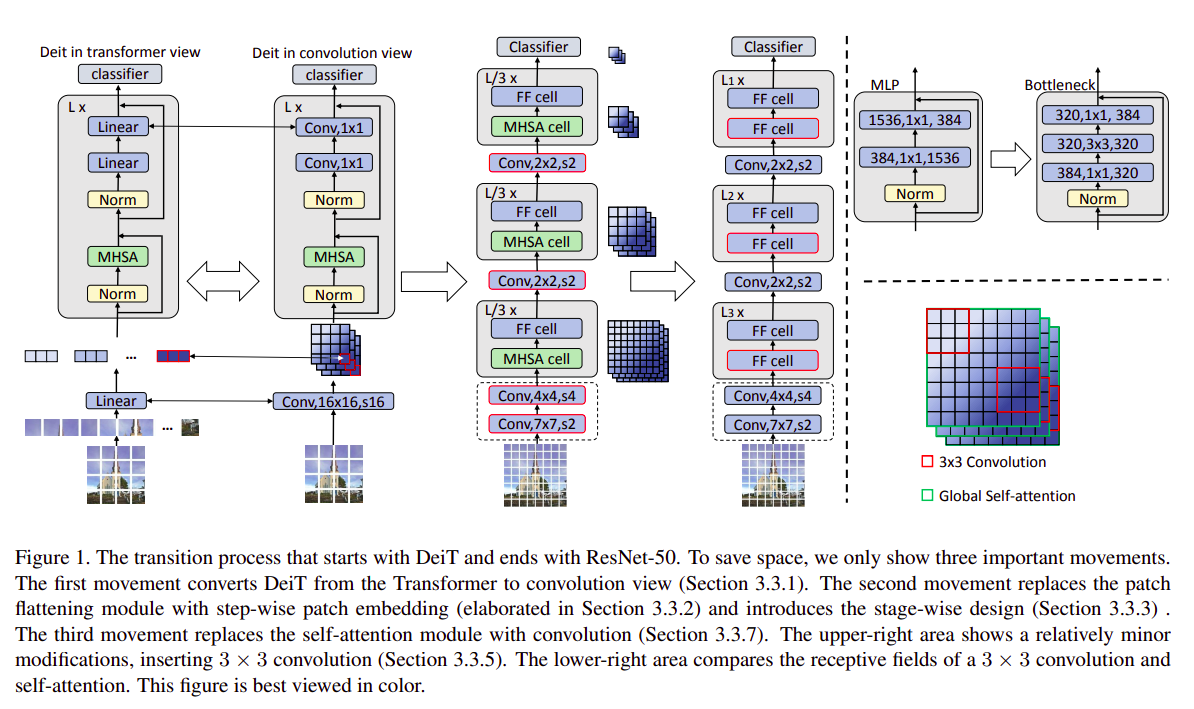 Deit in transformer view
classifier
L x
Linear
Linear
Norm
MHSA
Norm
...
Linear
...
Deit in convolution view
classifier
L x
Conv,1x1
Conv,1x1
Norm
MHSA
Norm
Conv,16x16,s16
Classifier
L/3 x
FF cell
MHSA cell
Conv,2x2,s2
L/3 x
FF cell
MHSA cell
Conv,2x2,s2
L/3 x
FF cell
MHSA cell
Conv,4x4,s4
Conv,7x7,s2
Classifier
L1 x
FF cell
FF cell
Conv,2x2,s2
L2 x
FF cell
FF cell
Conv,2x2,s2
L3 x
FF cell
FF cell
Conv,4x4,s4
Conv,7x7,s2
MLP
1536,1x1, 384
384,1x1,1536
Norm
Bottleneck
320,1x1, 384
320,3x3,320
384,1x1,320
Norm
3x3 Convolution
Global Self-attention
Figure 1. The transition process that starts with DeiT and ends with ResNet-50. To save space, we only show three important movements.
The first movement converts DeiT from the Transformer to convolution view (Section 3.3.1). The second movement replaces the patch
flattening module with step-wise patch embedding (elaborated in Section 3.3.2) and introduces the stage-wise design (Section 3.3.3) .
The third movement replaces the self-attention module with convolution (Section 3.3.7). The upper-right area shows a relatively minor
modifications, inserting 3 × 3 convolution (Section 3.3.5). The lower-right area compares the receptive fields of a 3 × 3 convolution and
self-attention. This figure is best viewed in color.